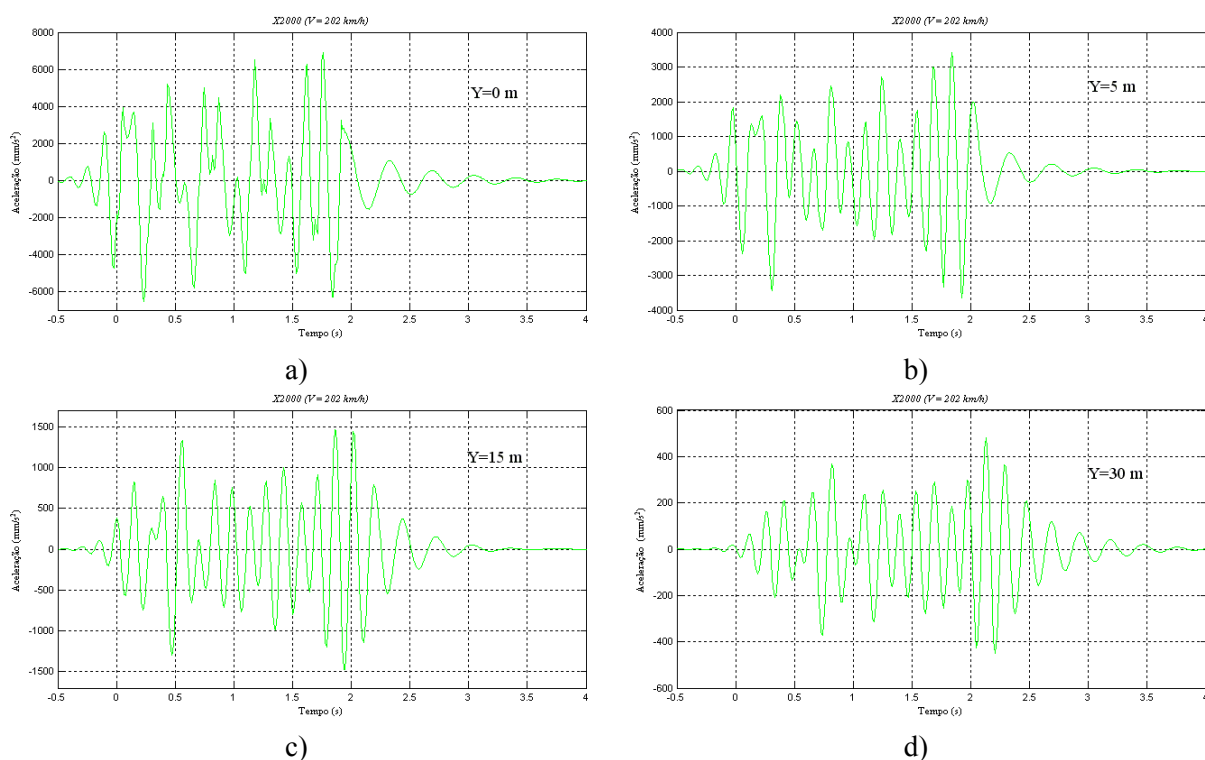 X2000 (V = 202 km/h)
Aceleração (mm/s²)
8000
6000
4000
2000
0
-2000
-4000
-6000
Y=0 m
-0.5 0 0.5 1 1.5 2 2.5 3 3.5 4
Tempo (s)
a)
X2000 (V = 202 km/h)
Aceleração (mm/s²)
4000
3000
2000
1000
0
-1000
-2000
-3000
-4000
Y=5 m
-0.5 0 0.5 1 1.5 2 2.5 3 3.5 4
Tempo (s)
b)
X2000 (V = 202 km/h)
Aceleração (mm/s²)
1500
1000
500
0
-500
-1000
-1500
Y=15 m
-0.5 0 0.5 1 1.5 2 2.5 3 3.5 4
Tempo (s)
c)
X2000 (V = 202 km/h)
Aceleração (mm/s²)
600
400
200
0
-200
-400
-600
Y=30 m
-0.5 0 0.5 1 1.5 2 2.5 3 3.5 4
Tempo (s)
d)